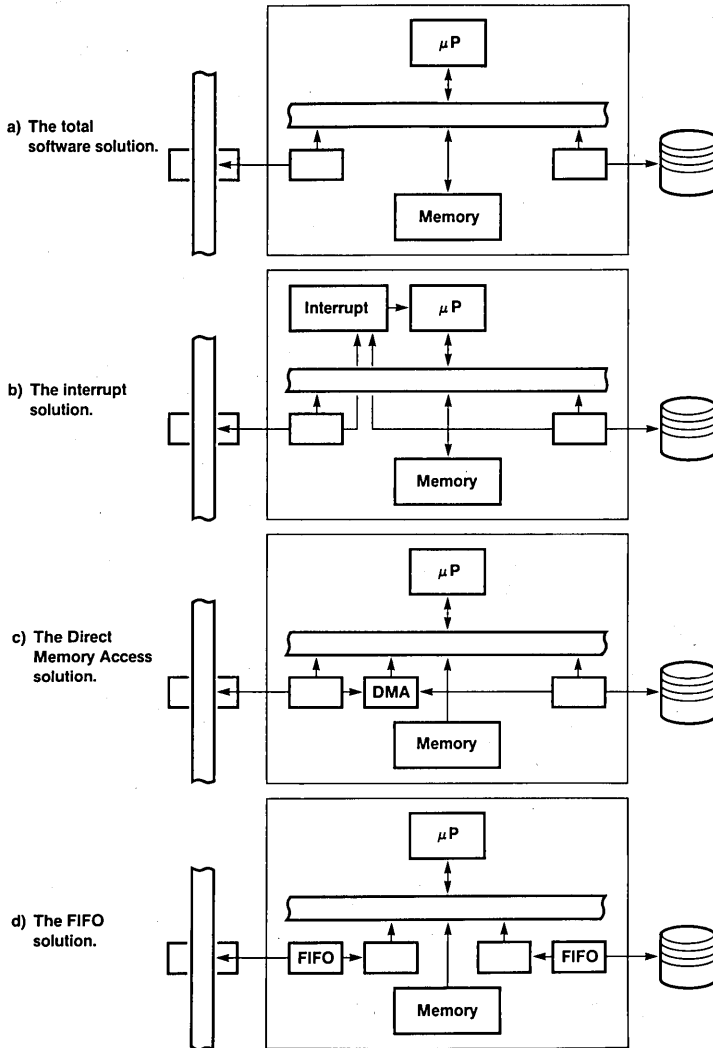 μP
a) The total
software solution.
Memory
Interrupt
μP
b) The interrupt
solution.
Memory
μP
c) The Direct
Memory Access
solution.
DMA
Memory
μP
d) The FIFO
solution.
FIFO
FIFO
Memory